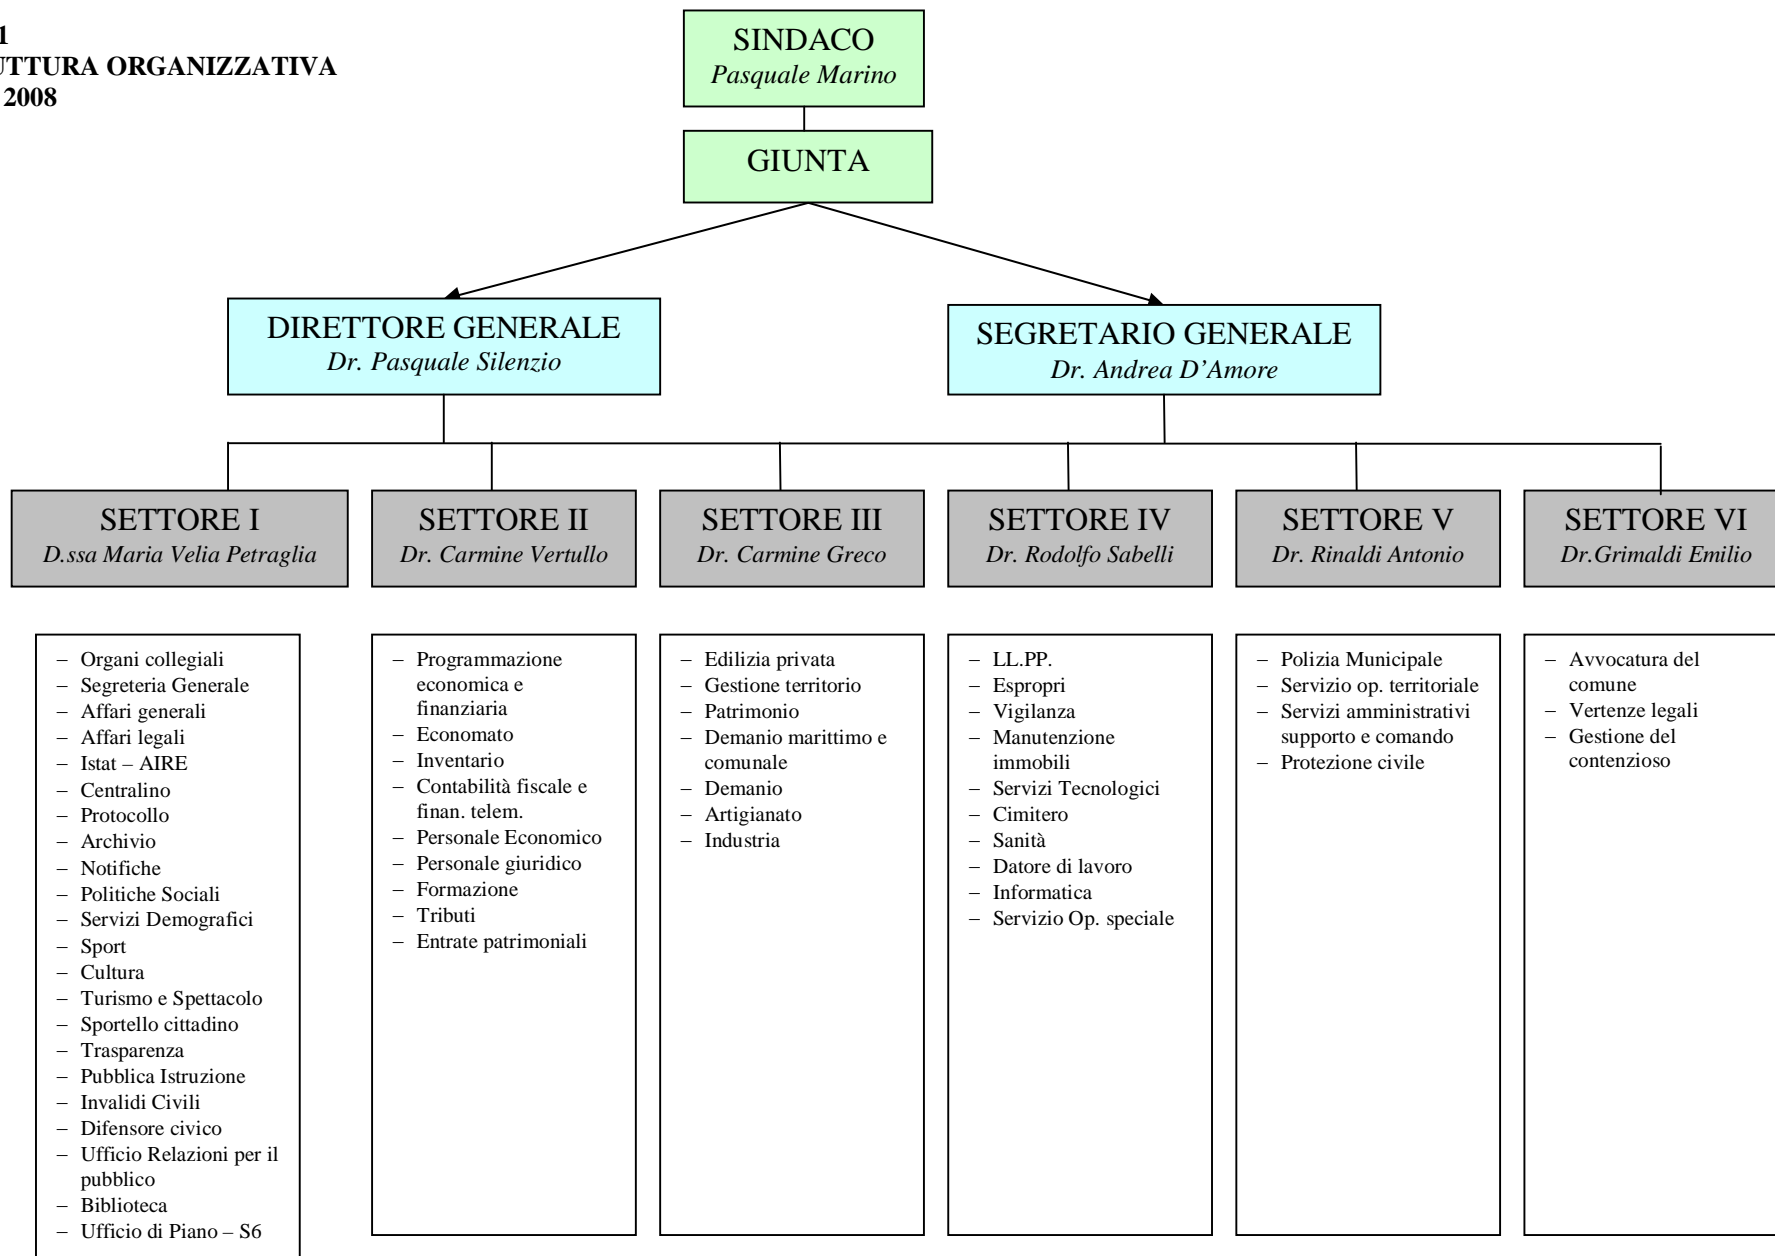 1
UTTURA ORGANIZZATIVA
2008
SINDACO
Pasquale Marino
GIUNTA
DIRETTORE GENERALE
Dr. Pasquale Silenzio
SEGRETARIO GENERALE
Dr. Andrea D’Amore
SETTORE I
D.ssa Maria Velia Petraglia
SETTORE II
Dr. Carmine Vertullo
SETTORE III
Dr. Carmine Greco
SETTORE IV
Dr. Rodolfo Sabelli
SETTORE V
Dr. Rinaldi Antonio
SETTORE VI
Dr.Grimaldi Emilio
– Organi collegiali
– Segreteria Generale
– Affari generali
– Affari legali
– Istat – AIRE
– Centralino
– Protocollo
– Archivio
– Notifiche
– Politiche Sociali
– Servizi Demografici
– Sport
– Cultura
– Turismo e Spettacolo
– Sportello cittadino
– Trasparenza
– Pubblica Istruzione
– Invalidi Civili
– Difensore civico
– Ufficio Relazioni per il
pubblico
– Biblioteca
– Ufficio di Piano – S6
– Programmazione
economica e
finanziaria
– Economato
– Inventario
– Contabilità fiscale e
finan. telem.
– Personale Economico
– Personale giuridico
– Formazione
– Tributi
– Entrate patrimoniali
– Edilizia privata
– Gestione territorio
– Patrimonio
– Demanio marittimo e
comunale
– Demanio
– Artigianato
– Industria
– LL.PP.
– Espropri
– Vigilanza
– Manutenzione
immobili
– Servizi Tecnologici
– Cimitero
– Sanità
– Datore di lavoro
– Informatica
– Servizio Op. speciale
– Polizia Municipale
– Servizio op. territoriale
– Servizi amministrativi
supporto e comando
– Protezione civile
– Avvocatura del
comune
– Vertenze legali
– Gestione del
contenzioso